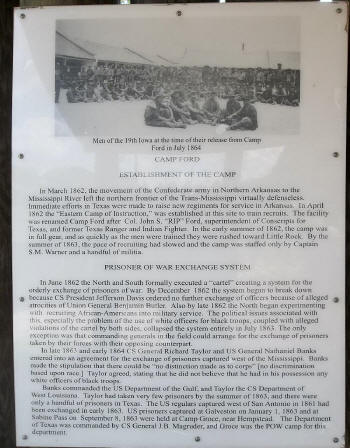 Men of the 19th Iowa at the time of their release from Camp
Ford in July 1864
CAMP FORD
ESTABLISHMENT OF THE CAMP
In March 1862, the movement of the Confederate army in Northern Arkansas to the
Mississippi River left the northern frontier of the Trans-Mississippi virtually defenseless.
Immediate efforts in Texas were made to raise new regiments for service in Arkansas. In April
1862 the "Eastern Camp of Instruction," was established at this site to train recruits. The facility
was renamed Camp Ford after Col. John S. "RIP" Ford, superintendent of Conscripts for
Texas, and former Texas Ranger and Indian Fighter. In the early summer of 1862, the camp was
in full gear, and as quickly as the men were trained they were rushed toward Little Rock. By the
summer of 1863, the pace of recruiting had slowed and the camp was staffed only by Captain
S.M. Warner and a handful of militia.
PRISONER OF WAR EXCHANGE SYSTEM
In June 1862 the North and South formally executed a "cartel" creating a system for the
orderly exchange of prisoners of war. By December 1862 the system began to break down
because CS President Jefferson Davis ordered no further exchange of officers because of alleged
atrocities of Union General Benjamin Butler. Also by late 1862 the North began experimenting
with recruiting African-Americans into military service. The political issues associated with
this, especially the problem of the use of white officers for black troops, coupled with alleged
violations of the cartel by both sides, collapsed the system entirely in July 1863. The only
exception was that commanding generals in the field could arrange for the exchange of prisoners
taken by their forces with their opposing counterpart.
In late 1863 and early 1864 CS General Richard Taylor and US General Nathaniel Banks
entered into an agreement for the exchange of prisoners captured west of the Mississippi. Banks
made the stipulation that there could be "no distinction made as to corps" [no discrimination
based upon race.] Taylor agreed, stating that he did not believe that he had in his possession any
white officers of black troops.
Banks commanded the US Department of the Gulf, and Taylor the CS Department of
West Louisiana. Taylor had taken very few prisoners by the summer of 1863, and there were
only a handful of prisoners in Texas. The US regulars captured west of San Antonio in 1861 had
been exchanged in early 1863. US prisoners captured at Galveston on January 1, 1863 and at
Sabine Pass on September 8, 1863 were held at Camp Groce, near Hempstead. The Department
of Texas was commanded by CS General J.B. Magruder, and Groce was the POW camp for this
department.